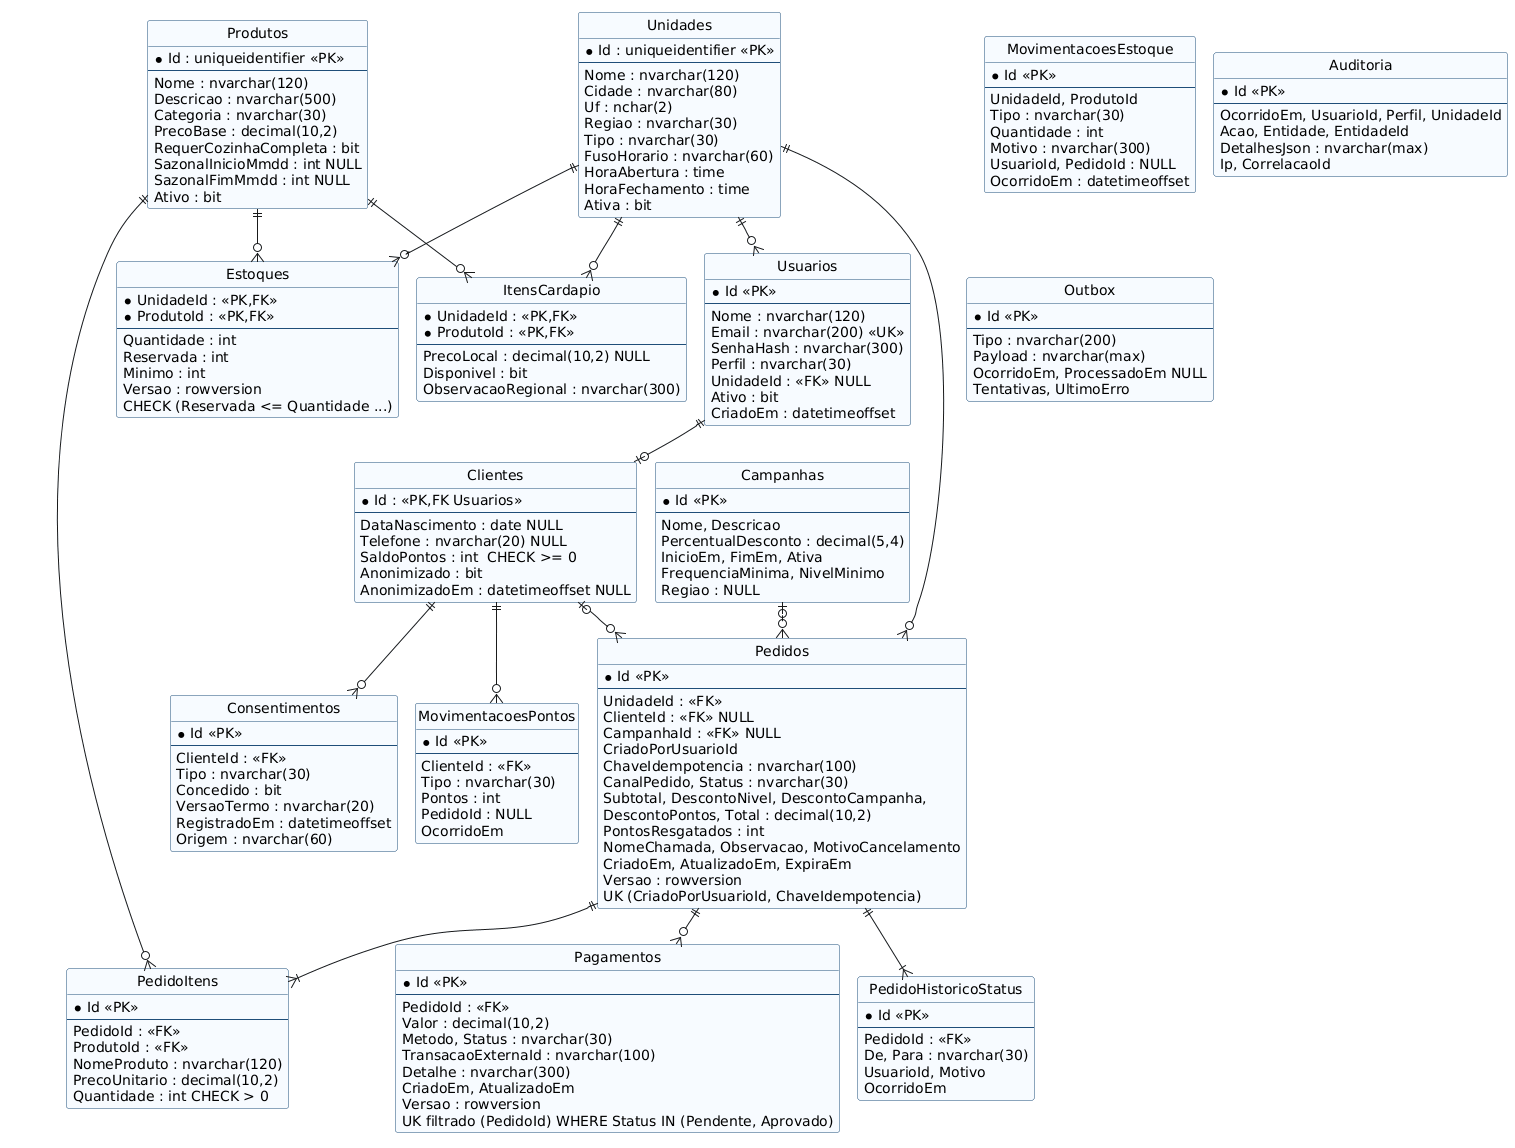 Produtos
Id : uniqueidentifier «PK»
Nome : nvarchar(120)
Descricao : nvarchar(500)
Categoria : nvarchar(30)
PrecoBase : decimal(10,2)
RequerCozinhaCompleta : bit
SazonalInicioMmdd : int NULL
SazonalFimMmdd : int NULL
Ativo : bit
Unidades
Id : uniqueidentifier «PK»
Nome : nvarchar(120)
Cidade : nvarchar(80)
Uf : nchar(2)
Regiao : nvarchar(30)
Tipo : nvarchar(30)
FusoHorario : nvarchar(60)
HoraAbertura : time
HoraFechamento : time
Ativa : bit
MovimentacoesEstoque
Id «PK»
UnidadeId, ProdutoId
Tipo : nvarchar(30)
Quantidade : int
Motivo : nvarchar(300)
UsuarioId, PedidoId : NULL
OcorridoEm : datetimeoffset
Auditoria
Id «PK»
OcorridoEm, UsuarioId, Perfil, UnidadeId
Acao, Entidade, EntidadeId
DetalhesJson : nvarchar(max)
Ip, CorrelacaoId
Estoques
UnidadeId : «PK,FK»
ProdutoId : «PK,FK»
Quantidade : int
Reservada : int
Minimo : int
Versao : rowversion
CHECK (Reservada <= Quantidade ...)
ItensCardapio
UnidadeId : «PK,FK»
ProdutoId : «PK,FK»
PrecoLocal : decimal(10,2) NULL
Disponivel : bit
ObservacaoRegional : nvarchar(300)
Usuarios
Id «PK»
Nome : nvarchar(120)
Email : nvarchar(200) «UK»
SenhaHash : nvarchar(300)
Perfil : nvarchar(30)
UnidadeId : «FK» NULL
Ativo : bit
CriadoEm : datetimeoffset
Outbox
Id «PK»
Tipo : nvarchar(200)
Payload : nvarchar(max)
OcorridoEm, ProcessadoEm NULL
Tentativas, UltimoErro
Clientes
Id : «PK,FK Usuarios»
DataNascimento : date NULL
Telefone : nvarchar(20) NULL
SaldoPontos : int  CHECK >= 0
Anonimizado : bit
AnonimizadoEm : datetimeoffset NULL
Campanhas
Id «PK»
Nome, Descricao
PercentualDesconto : decimal(5,4)
InicioEm, FimEm, Ativa
FrequenciaMinima, NivelMinimo
Regiao : NULL
Consentimentos
Id «PK»
ClienteId : «FK»
Tipo : nvarchar(30)
Concedido : bit
VersaoTermo : nvarchar(20)
RegistradoEm : datetimeoffset
Origem : nvarchar(60)
MovimentacoesPontos
Id «PK»
ClienteId : «FK»
Tipo : nvarchar(30)
Pontos : int
PedidoId : NULL
OcorridoEm
Pedidos
Id «PK»
UnidadeId : «FK»
ClienteId : «FK» NULL
CampanhaId : «FK» NULL
CriadoPorUsuarioId
ChaveIdempotencia : nvarchar(100)
CanalPedido, Status : nvarchar(30)
Subtotal, DescontoNivel, DescontoCampanha,
DescontoPontos, Total : decimal(10,2)
PontosResgatados : int
NomeChamada, Observacao, MotivoCancelamento
CriadoEm, AtualizadoEm, ExpiraEm
Versao : rowversion
UK (CriadoPorUsuarioId, ChaveIdempotencia)
PedidoItens
Id «PK»
PedidoId : «FK»
ProdutoId : «FK»
NomeProduto : nvarchar(120)
PrecoUnitario : decimal(10,2)
Quantidade : int CHECK > 0
Pagamentos
Id «PK»
PedidoId : «FK»
Valor : decimal(10,2)
Metodo, Status : nvarchar(30)
TransacaoExternaId : nvarchar(100)
Detalhe : nvarchar(300)
CriadoEm, AtualizadoEm
Versao : rowversion
UK filtrado (PedidoId) WHERE Status IN (Pendente, Aprovado)
PedidoHistoricoStatus
Id «PK»
PedidoId : «FK»
De, Para : nvarchar(30)
UsuarioId, Motivo
OcorridoEm